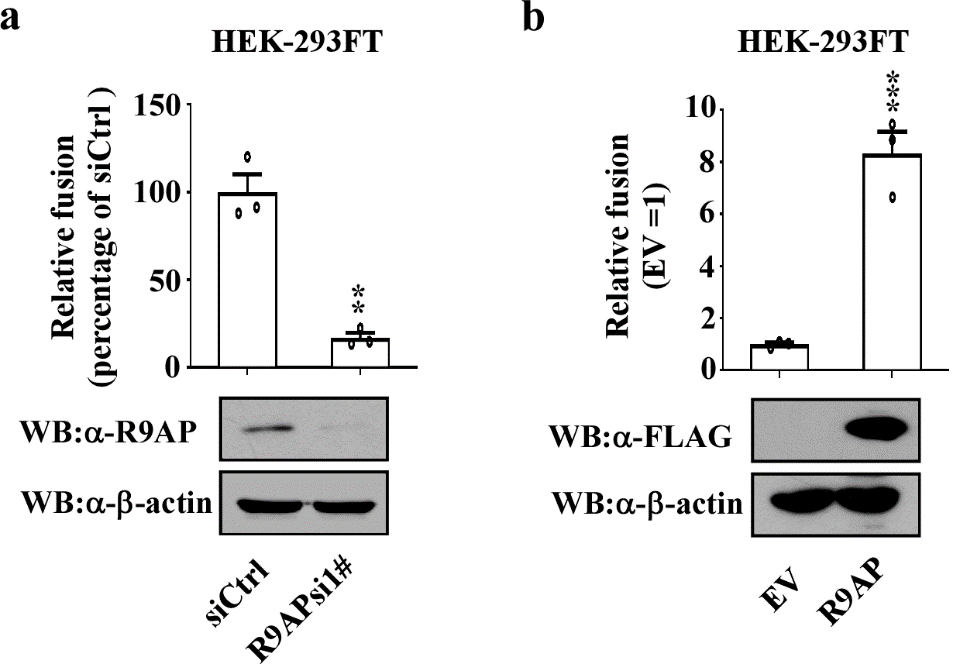 a
HEK-293FT
Relative fusion
(percentage of siCtrl )
150
100
50
0
**
WB:α-R9AP
WB:α-β-actin
siCtrl
R9APsi1#
b
HEK-293FT
Relative fusion
(EV =1)
10
8
6
4
2
0
***
WB:α-FLAG
WB:α-β-actin
EV
R9AP